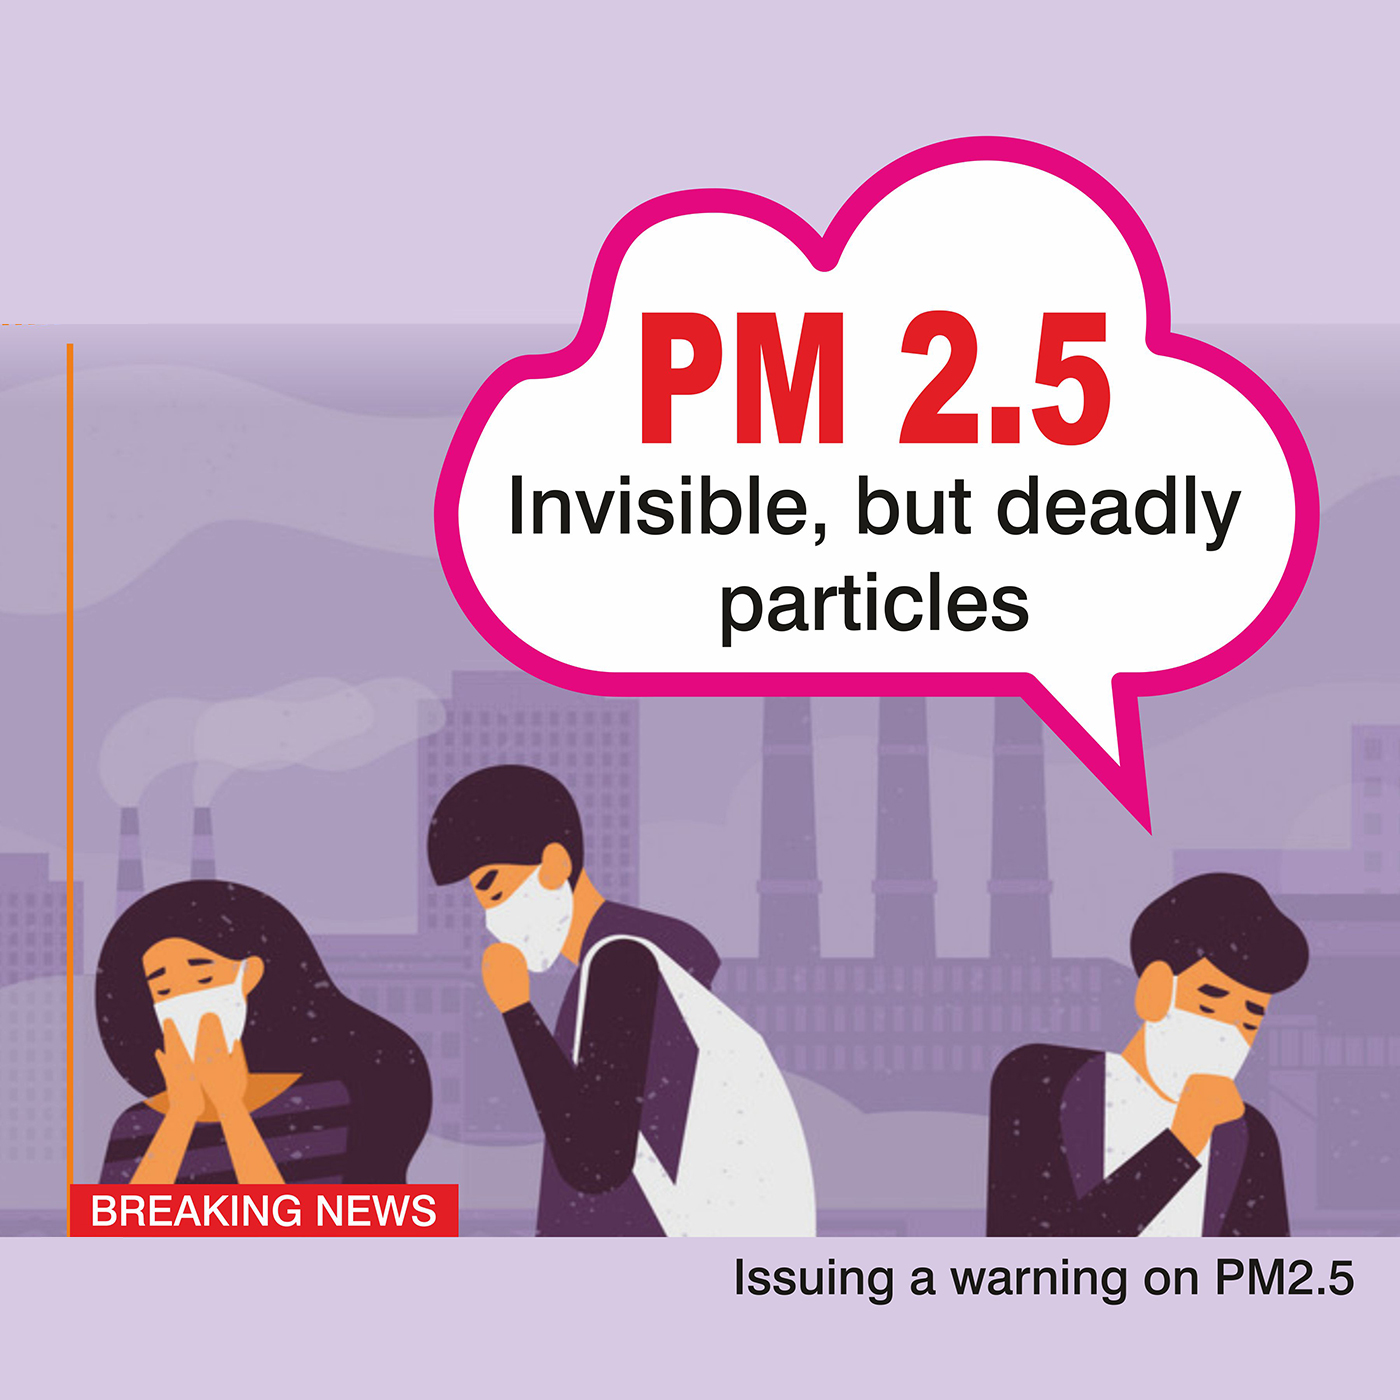 PM 2.5
Invisible, but deadly
particles
BREAKING NEWS
Issuing a warning on PM2.5